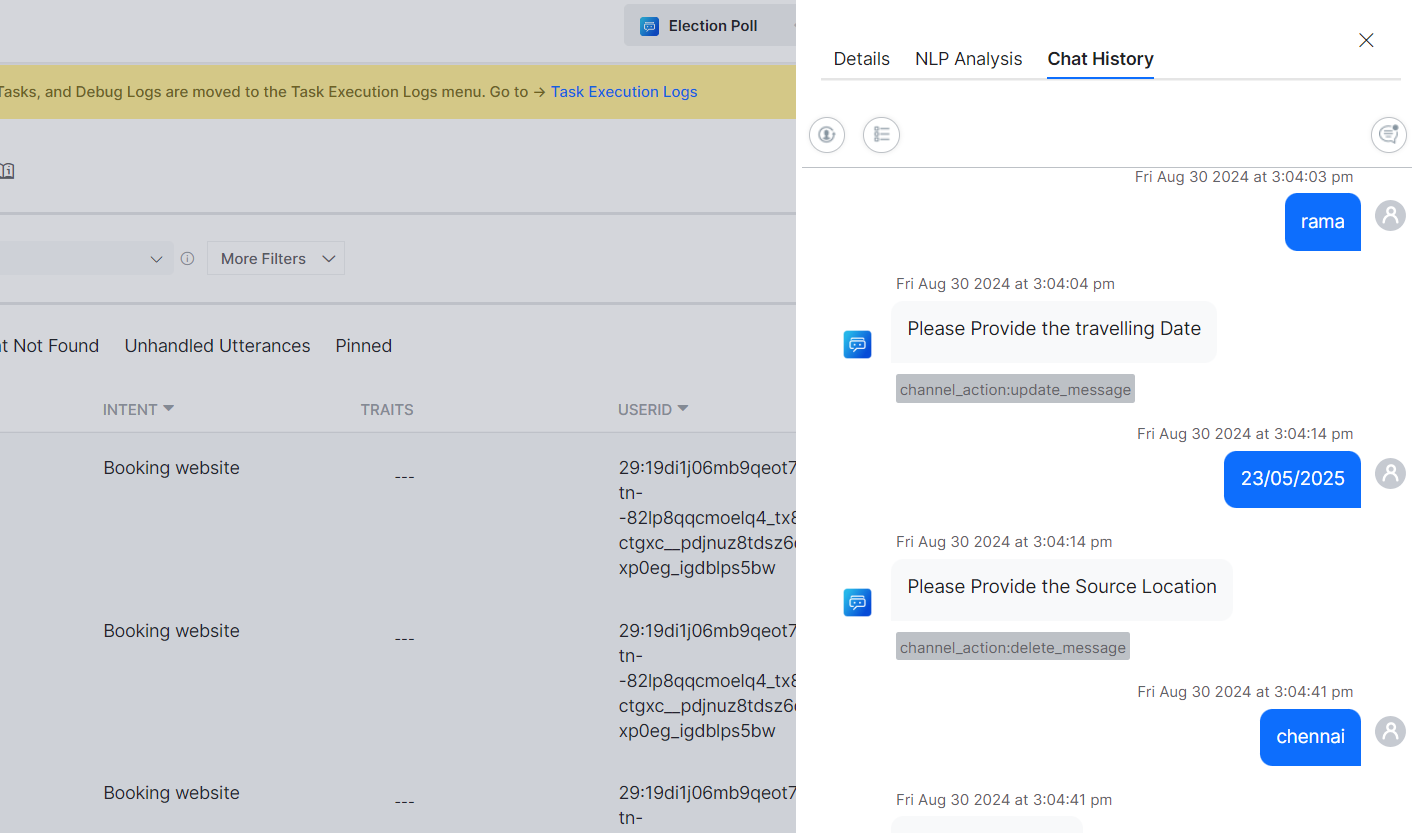 Election Poll
Tasks, and Debug Logs are moved to the Task Execution Logs menu. Go to → Task Execution Logs
More Filters
t Not Found Unhandled Utterances Pinned
INTENT TRAITS USERID
Booking website --- 29:19di1j06mb9qeot7
tn-
-82lp8qqcmoelq4_tx8
ctgxc__pdjnuz8tdsz6
xp0eg_igdblps5bw
Booking website --- 29:19di1j06mb9qeot7
tn-
-82lp8qqcmoelq4_tx8
ctgxc__pdjnuz8tdsz6
xp0eg_igdblps5bw
Booking website --- 29:19di1j06mb9qeot7
tn-
Details NLP Analysis Chat History
Fri Aug 30 2024 at 3:04:03 pm
rama
Fri Aug 30 2024 at 3:04:04 pm
Please Provide the travelling Date
channel_action:update_message
Fri Aug 30 2024 at 3:04:14 pm
23/05/2025
Fri Aug 30 2024 at 3:04:14 pm
Please Provide the Source Location
channel_action:delete_message
Fri Aug 30 2024 at 3:04:41 pm
chennai
Fri Aug 30 2024 at 3:04:41 pm